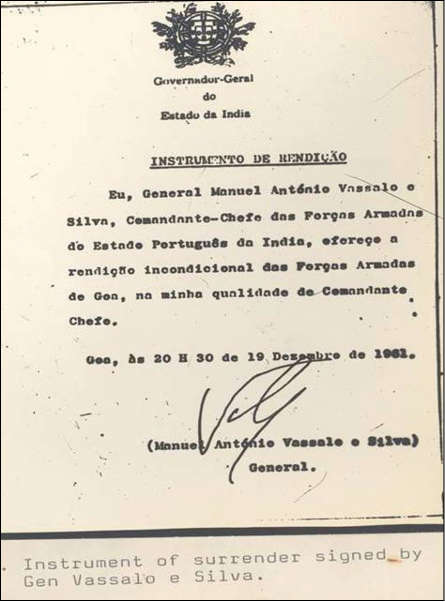 Governador-Geral
do
Estado da India
INSTRUMENTO DE RENDIÇÃO
Eu, General Manuel António Vassalo e
Silva, Comandante-Chefe das Forças Armadas
do Estado Português da India, ofereço a
rendição incondicional das Forças Armadas
de Goa, na minha qualidade de Comandante
Chefe.
Goa, às 20 H 30 de 19 Dezembro de 1961.
(Manuel António Vassalo e Silva)
General.
Instrument of surrender signed by
Gen Vassalo e Silva.